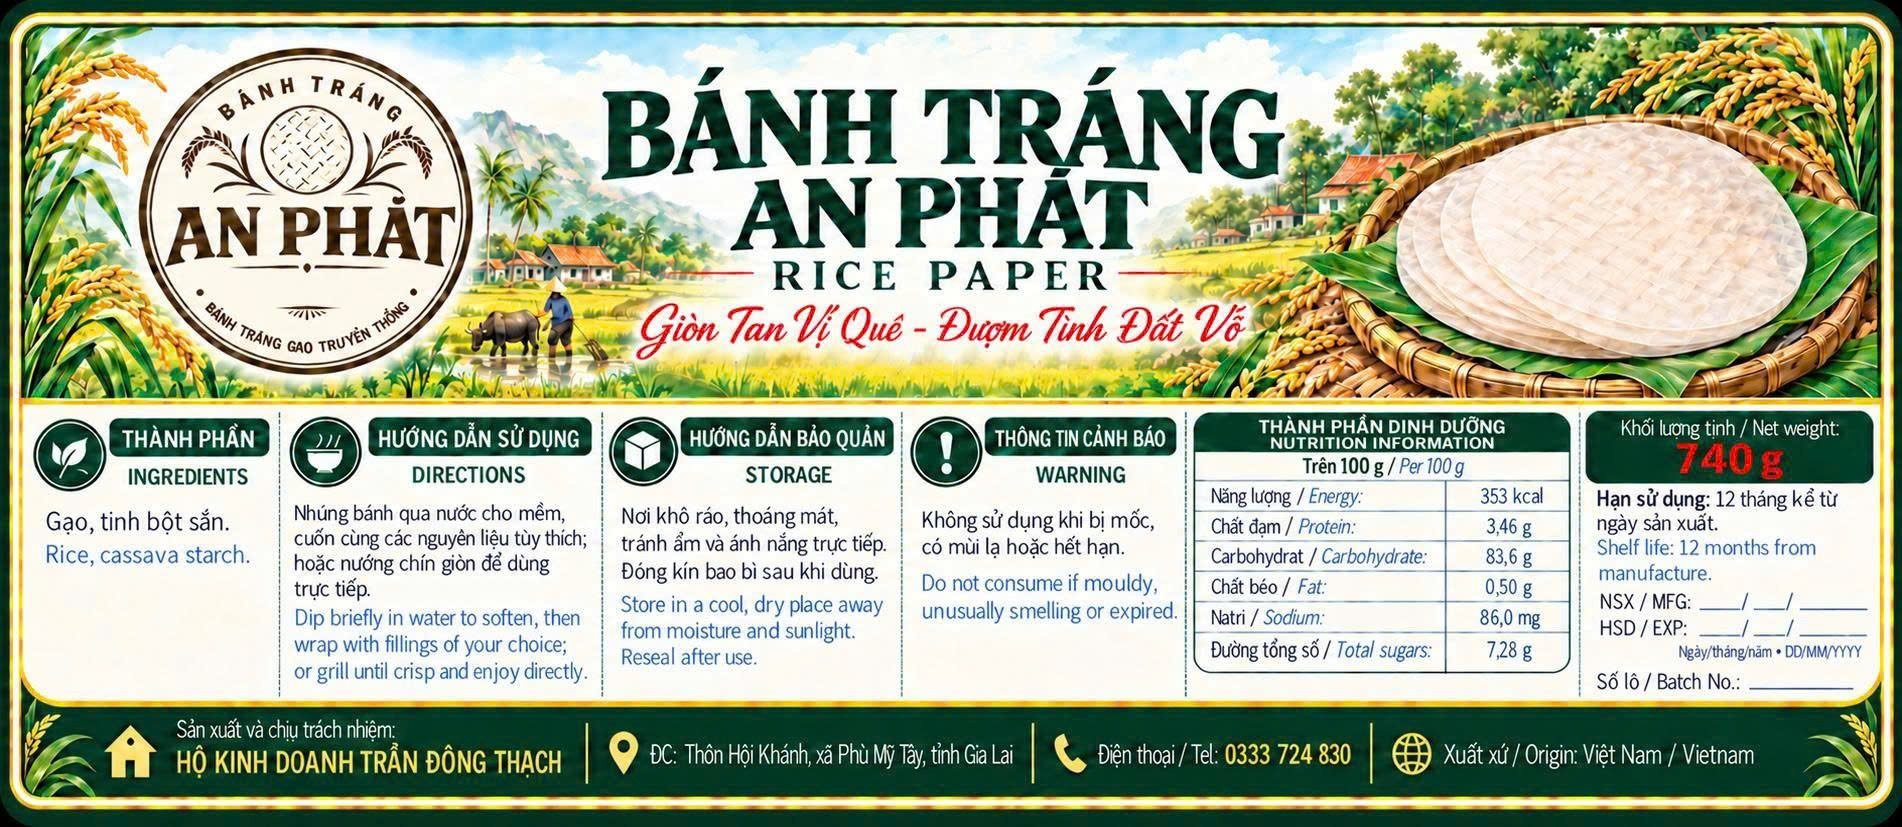 BÁNH TRÁNG
AN PHÁT
BÁNH TRÁNG GẠO TRUYỀN THỐNG
BÁNH TRÁNG
AN PHÁT
RICE PAPER
Giòn Tan Vị Quê - Đượm Tình Đất Võ
THÀNH PHẦN
INGREDIENTS
Gạo, tinh bột sắn.
Rice, cassava starch.
HƯỚNG DẪN SỬ DỤNG
DIRECTIONS
Nhúng bánh qua nước cho mềm,
cuốn cùng các nguyên liệu tùy thích;
hoặc nướng chín giòn để dùng
trực tiếp.
Dip briefly in water to soften, then
wrap with fillings of your choice;
or grill until crisp and enjoy directly.
HƯỚNG DẪN BẢO QUẢN
STORAGE
Nơi khô ráo, thoáng mát,
tránh ẩm và ánh nắng trực tiếp.
Đóng kín bao bì sau khi dùng.
Store in a cool, dry place away
from moisture and sunlight.
Reseal after use.
THÔNG TIN CẢNH BÁO
WARNING
Không sử dụng khi bị mốc,
có mùi lạ hoặc hết hạn.
Do not consume if mouldy,
unusually smelling or expired.
THÀNH PHẦN DINH DƯỠNG
NUTRITION INFORMATION
Trên 100 g / Per 100 g
Năng lượng / Energy: 353 kcal
Chất đạm / Protein: 3,46 g
Carbohydrat / Carbohydrate: 83,6 g
Chất béo / Fat: 0,50 g
Natri / Sodium: 86,0 mg
Đường tổng số / Total sugars: 7,28 g
Khối lượng tịnh / Net weight:
740 g
Hạn sử dụng: 12 tháng kể từ
ngày sản xuất.
Shelf life: 12 months from
manufacture.
NSX / MFG: ____/ ___/ ______
HSD / EXP: ____/ ___/ ______
Ngày/tháng/năm • DD/MM/YYYY
Số lô / Batch No.: _________
Sản xuất và chịu trách nhiệm:
HỘ KINH DOANH TRẦN ĐÔNG THẠCH
ĐC: Thôn Hội Khánh, xã Phù Mỹ Tây, tỉnh Gia Lai
Điện thoại / Tel: 0333 724 830
Xuất xứ / Origin: Việt Nam / Vietnam